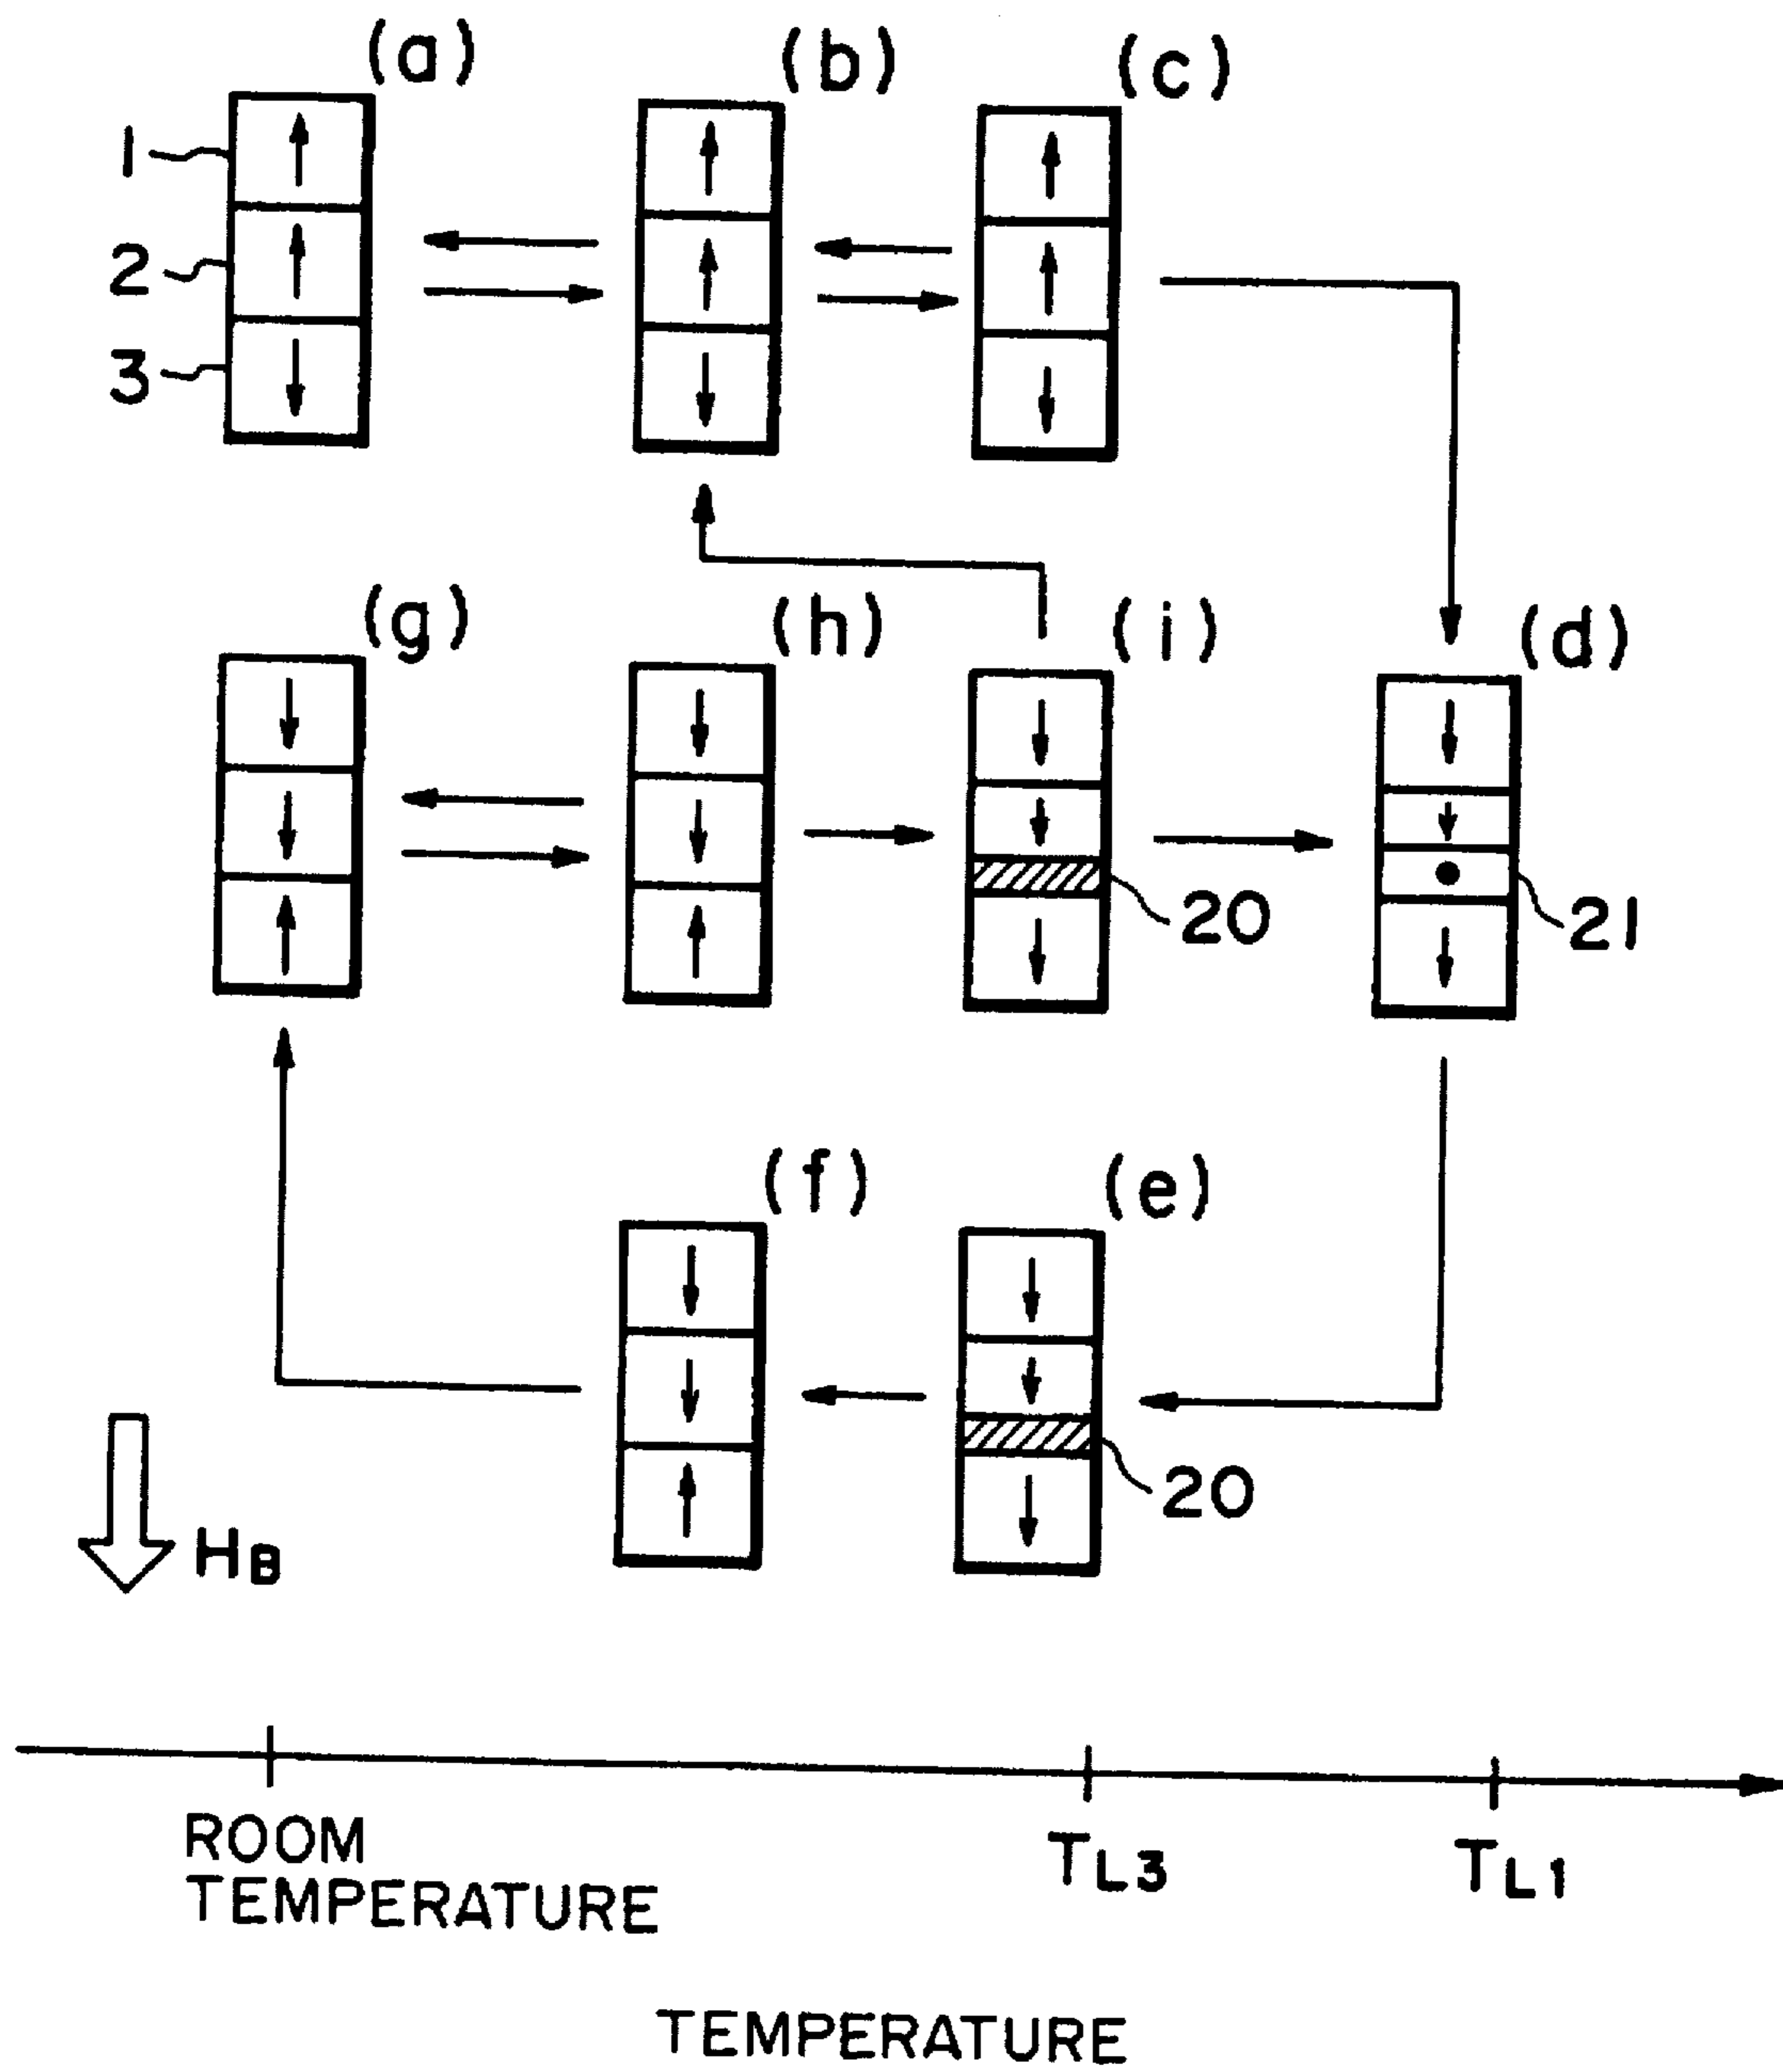 (a)
(b)
(c)
1
2
3
(g)
(h)
(i)
(d)
20
21
(f)
(e)
20
HB
ROOM
TEMPERATURE
TL3
TL1
TEMPERATURE